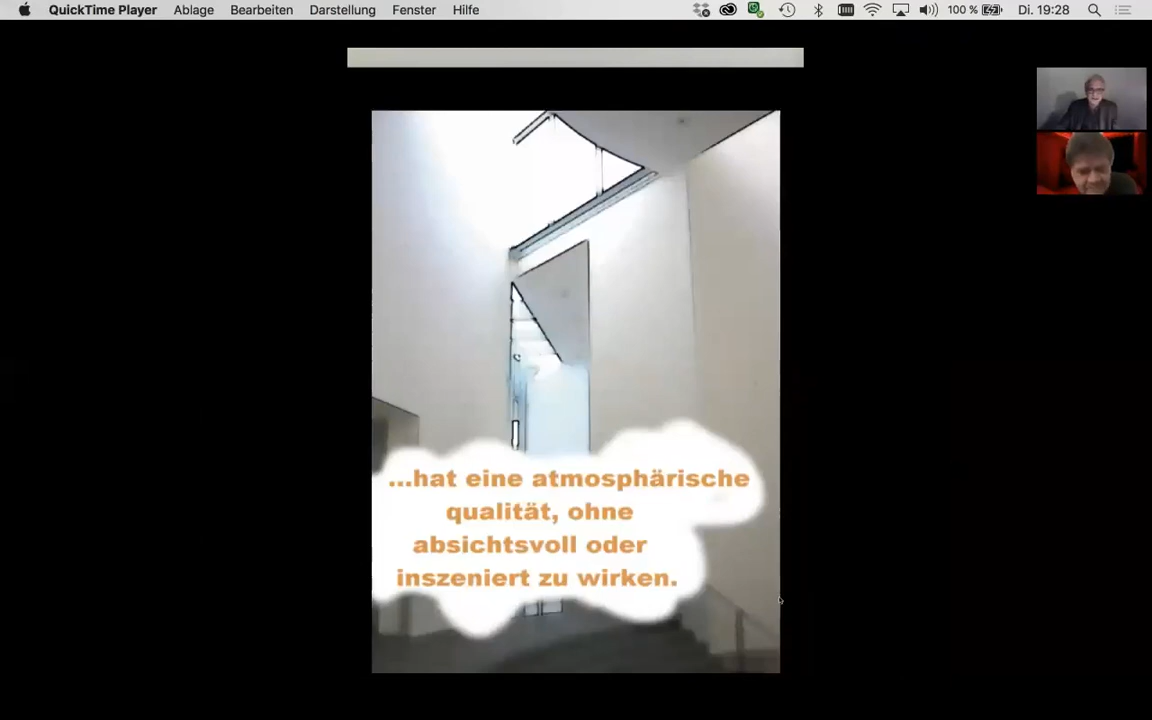 QuickTime Player Ablage Bearbeiten Darstellung Fenster Hilfe 100 % Di. 19:28
...hat eine atmosphärische
qualität, ohne
absichtsvoll oder
inszeniert zu wirken.